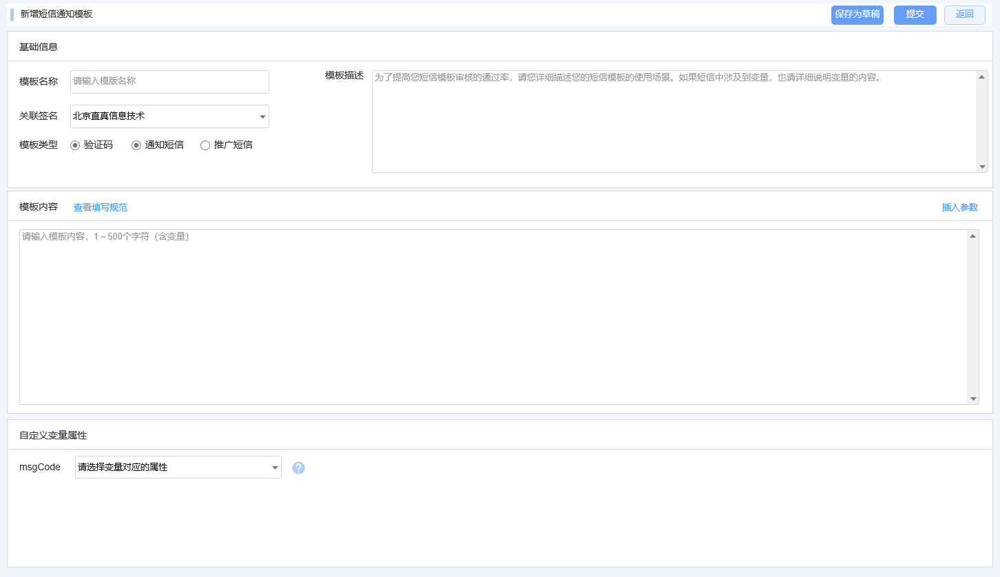 新增短信通知模板
保存为草稿 提交 返回
基础信息
模板名称 请输入模版名称
模板描述 为了提高您短信模板审核的通过率，请您详细描述您的短信模板的使用场景。如果短信中涉及到变量，也请详细说明变量的内容。
关联签名 北京直真信息技术
模板类型 验证码 通知短信 推广短信
模板内容 查看填写规范 插入参数
请输入模板内容，1～500个字符（含变量）
自定义变量属性
msgCode 请选择变量对应的属性 ?